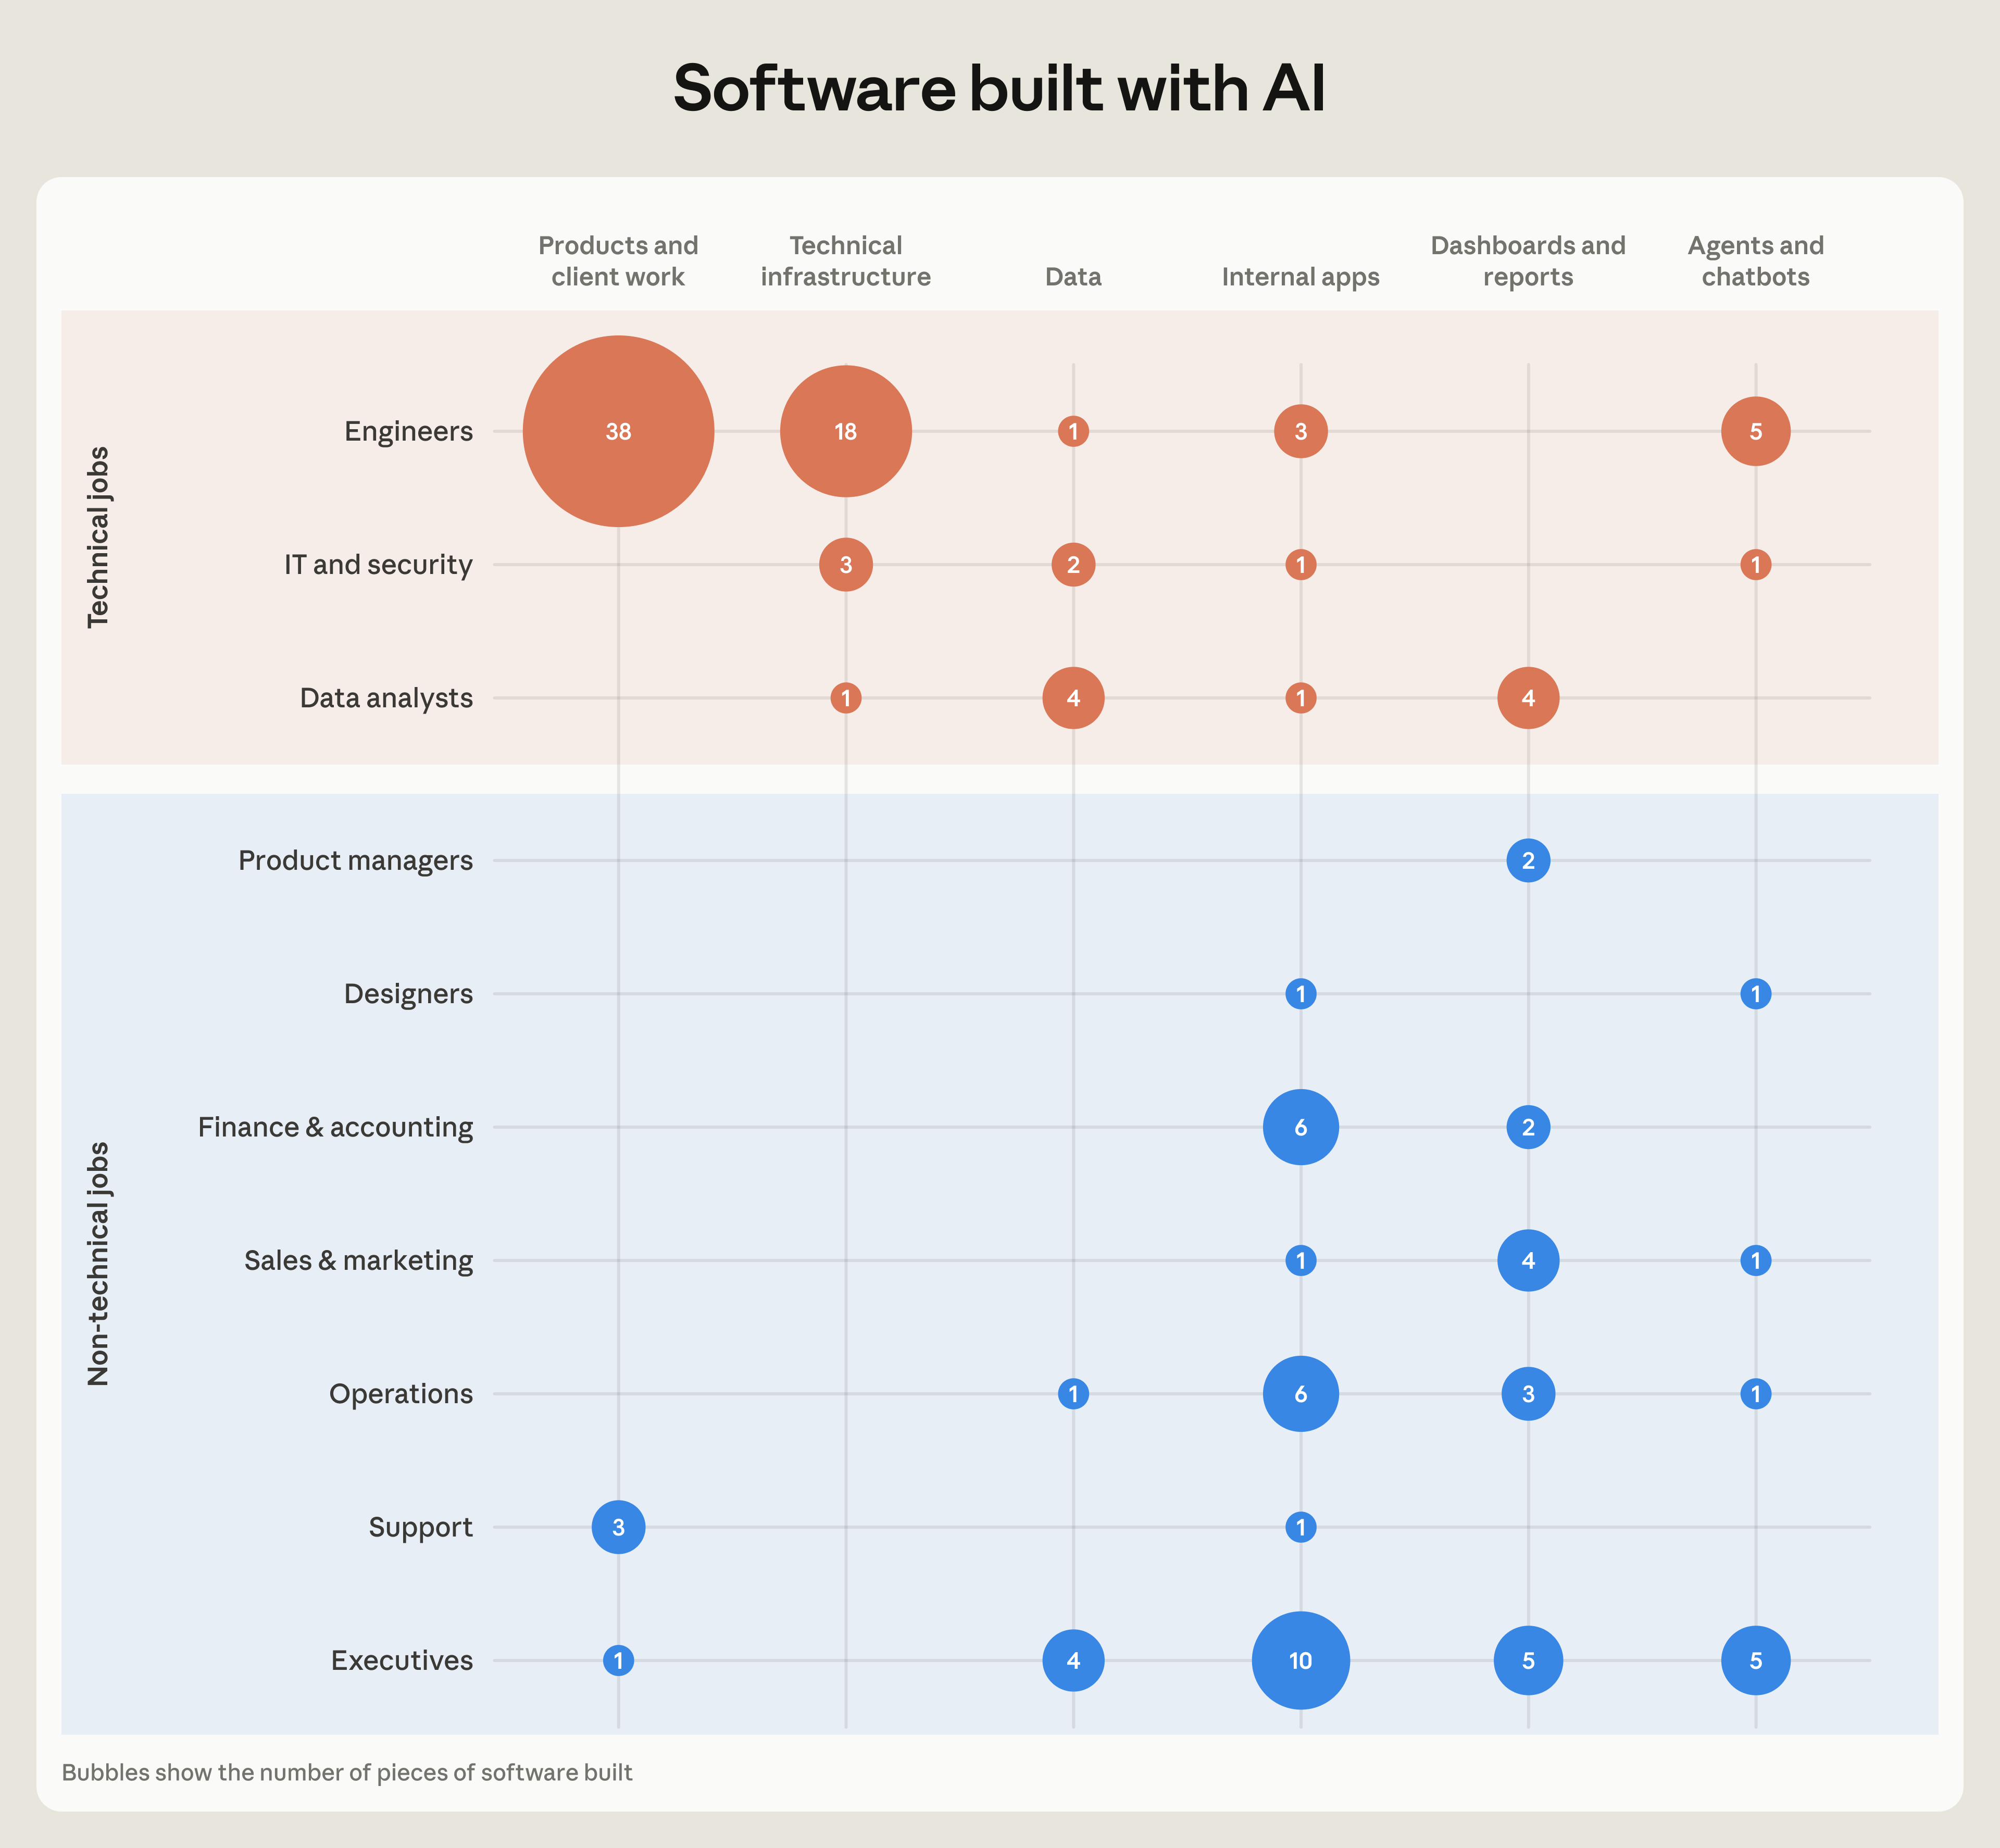 Software built with AI
Products and
client work
Technical
infrastructure
Data
Internal apps
Dashboards and
reports
Agents and
chatbots
Technical jobs
Engineers
38
18
1
3
5
IT and security
3
2
1
1
Data analysts
1
4
1
4
Non-technical jobs
Product managers
2
Designers
1
1
Finance & accounting
6
2
Sales & marketing
1
4
1
Operations
1
6
3
1
Support
3
1
Executives
1
4
10
5
5
Bubbles show the number of pieces of software built